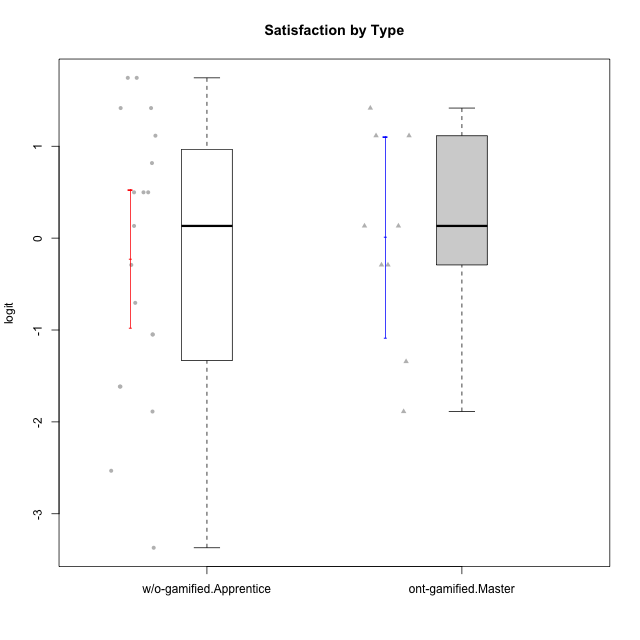 Satisfaction by Type
logit
1
0
-1
-2
-3
w/o-gamified.Apprentice
ont-gamified.Master